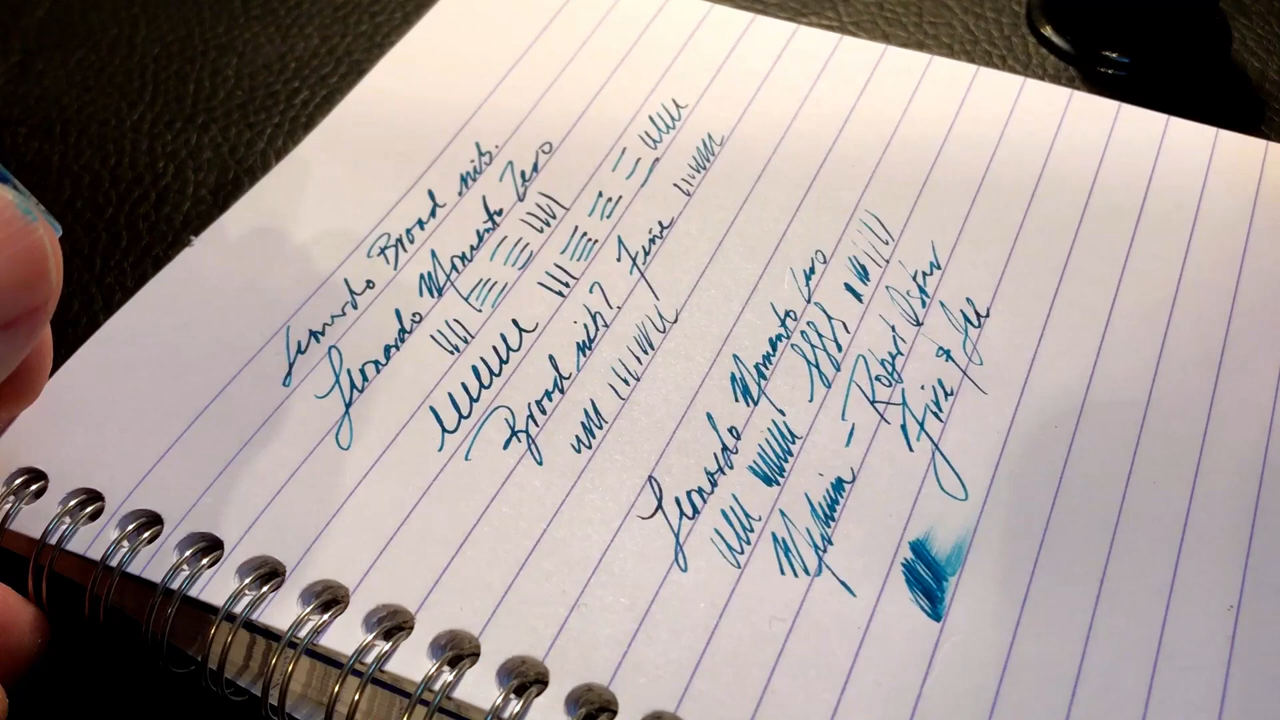 Leonardo Broad nib.
Leonardo Momento Zero
Broad nib? Fine
Leonardo Momento Zero
Medium - Robert Oster
Fire & Ice